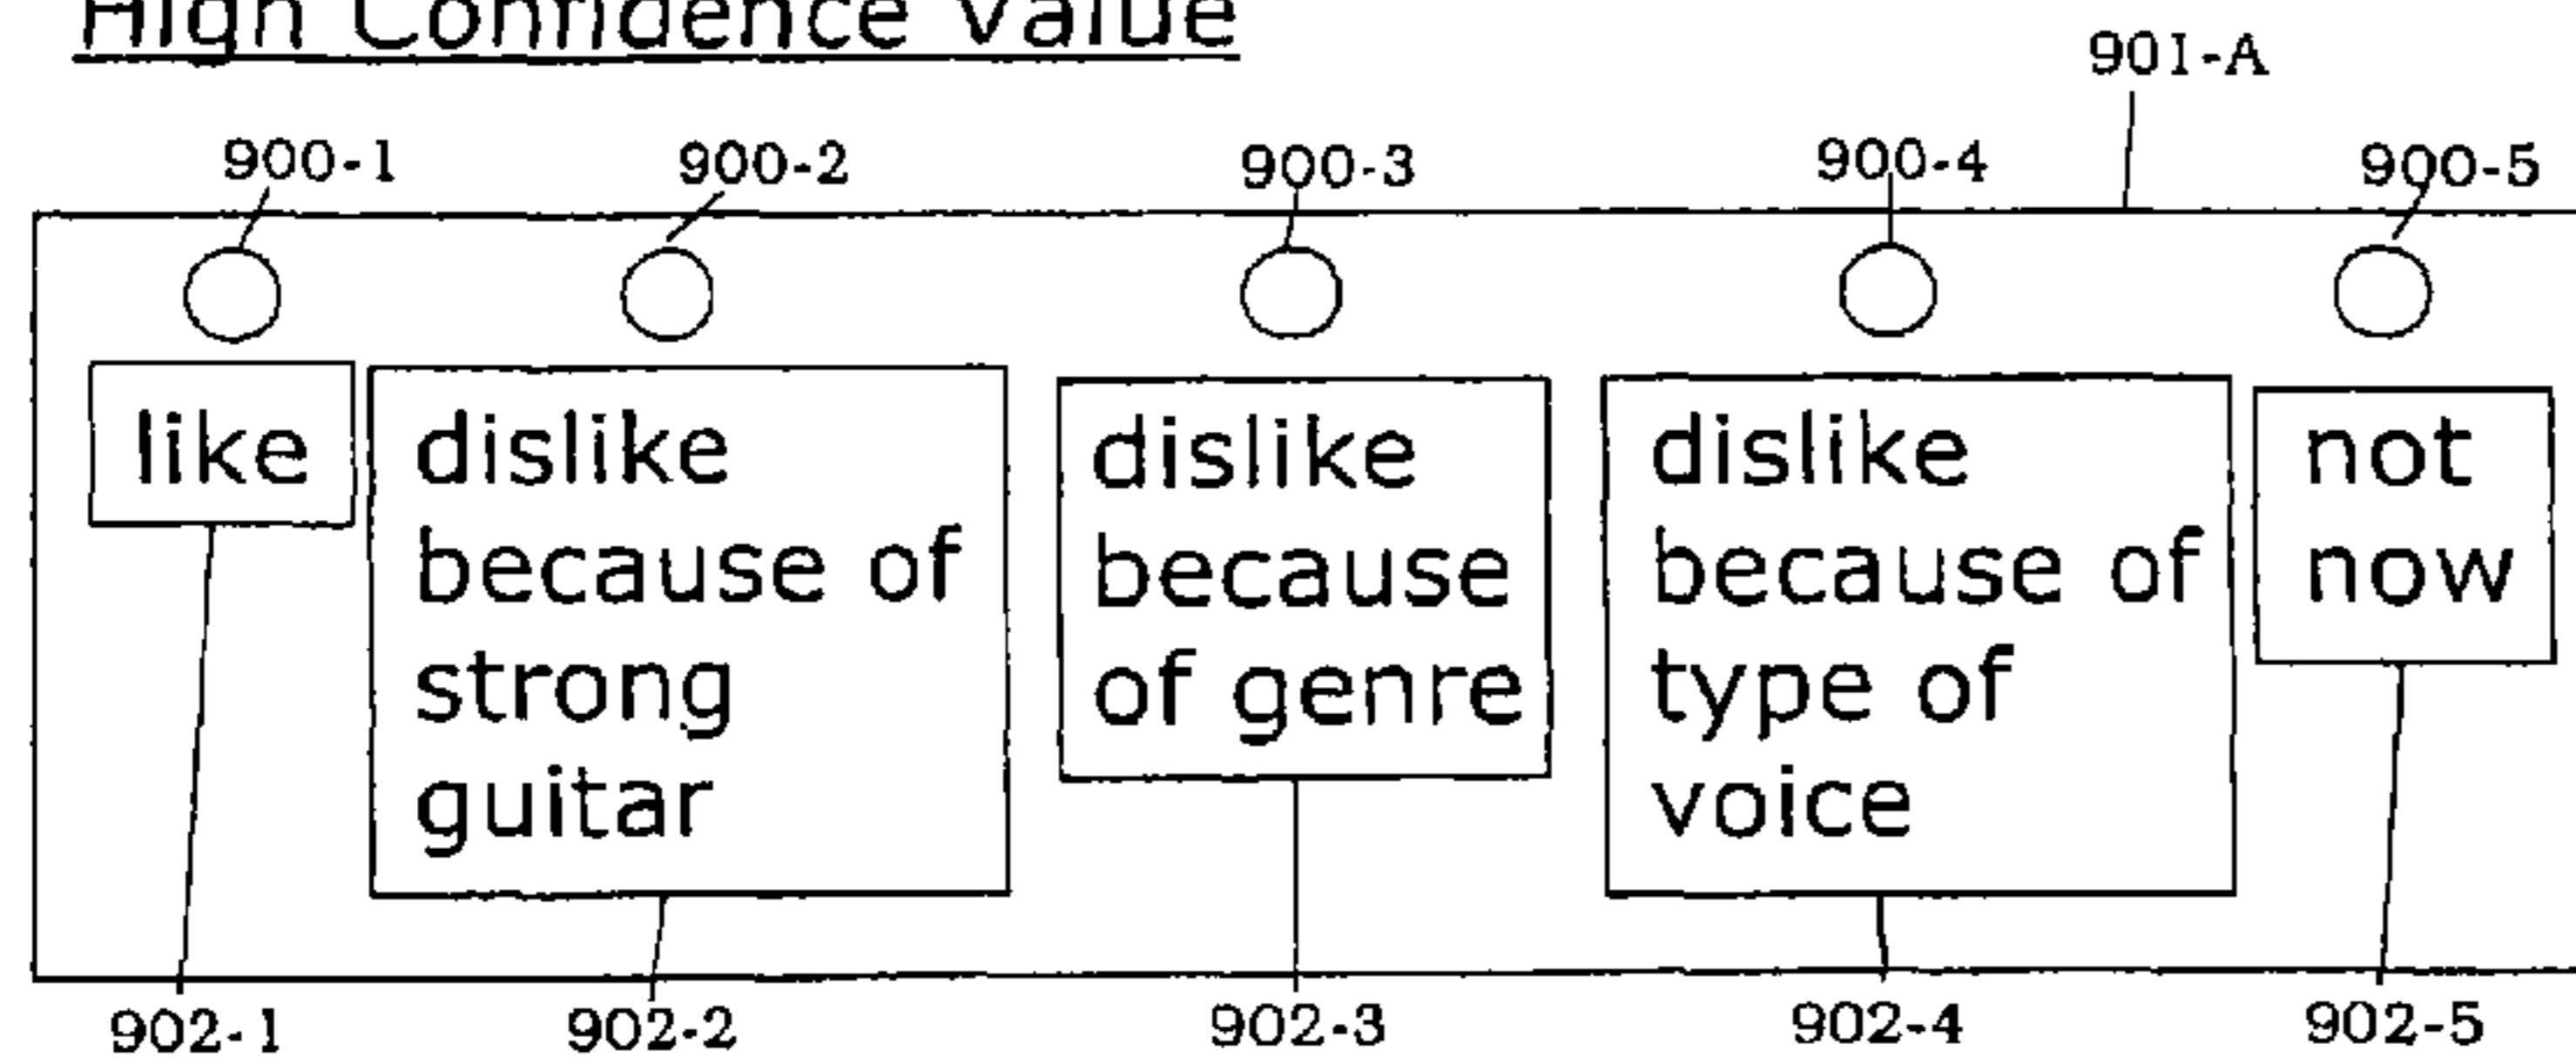 High Confidence Value
901-A
900-1 900-2 900-3 900-4 900-5
like
dislike
because of
strong
guitar
dislike
because
of genre
dislike
because of
type of
voice
not
now
902-1 902-2 902-3 902-4 902-5